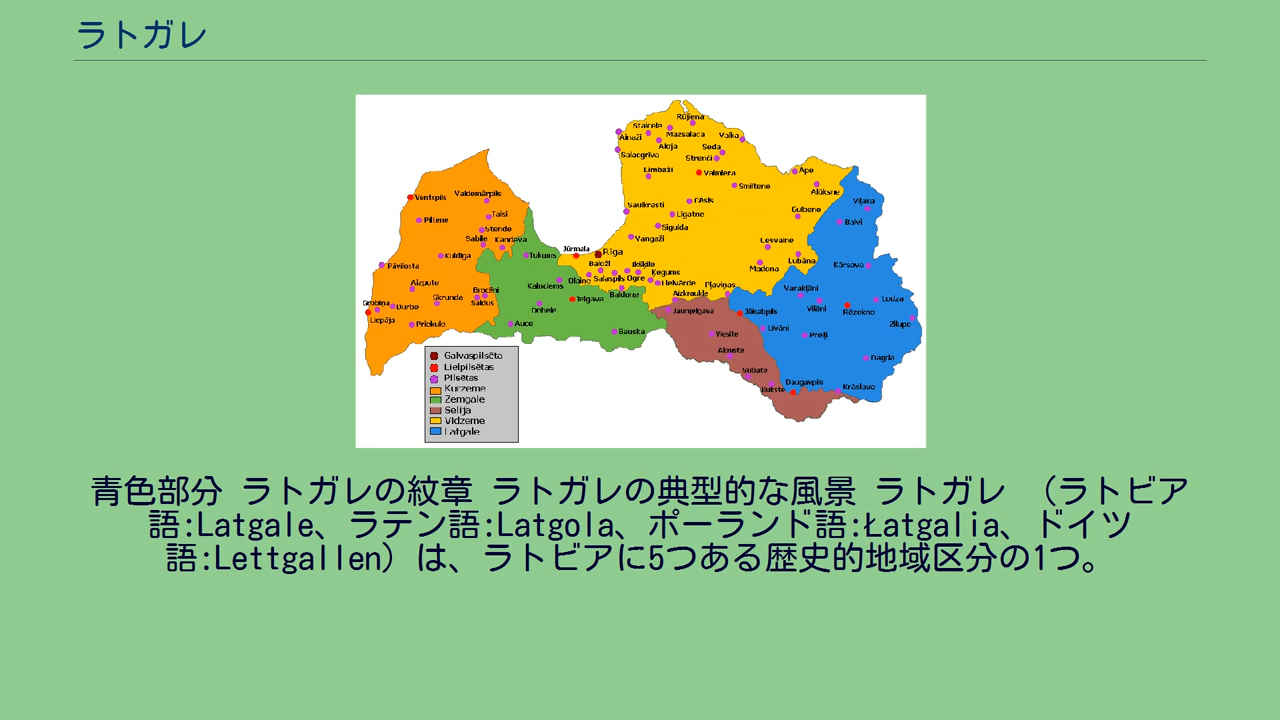 ラトガレ
Rūjiena
Staicele
Ainaži
Mazsalaca
Valka
Aloja
Seda
Salacgrīva
Strenči
Limbaži
Valmiera
Ape
Smiltene
Alūksne
Viļaka
Ventspils
Valdemārpils
Cēsis
Saulkrasti
Līgatne
Gulbene
Balvi
Talsi
Piltene
Stende
Sigulda
Sabile
Kandava
Vangaži
Cesvaine
Jūrmala
Rīga
Kuldīga
Tukums
Lubāna
Madona
Kārsava
Pāvilosta
Baloži
Ikšķile
Ķegums
Olaine
Salaspils
Ogre
Lielvārde
Pļaviņas
Aizpute
Kalnciems
Brocēni
Varakļāni
Aizkraukle
Baldone
Jelgava
Skrunda
Saldus
Grobiņa
Durbe
Dobele
Jaunjelgava
Jēkabpils
Viļāni
Rēzekne
Ludza
Liepāja
Priekule
Auce
Bauska
Viesīte
Līvāni
Preiļi
Zilupe
Aknīste
Dagda
Subate
Ilūkste
Daugavpils
Krāslava
Galvaspilsēta
Lielpilsētas
Pilsētas
Kurzeme
Zemgale
Sēlija
Vidzeme
Latgale
青色部分 ラトガレの紋章 ラトガレの典型的な風景 ラトガレ （ラトビア
語:Latgale、ラテン語:Latgola、ポーランド語:Łatgalia、ドイツ
語:Lettgallen）は、ラトビアに5つある歴史的地域区分の1つ。